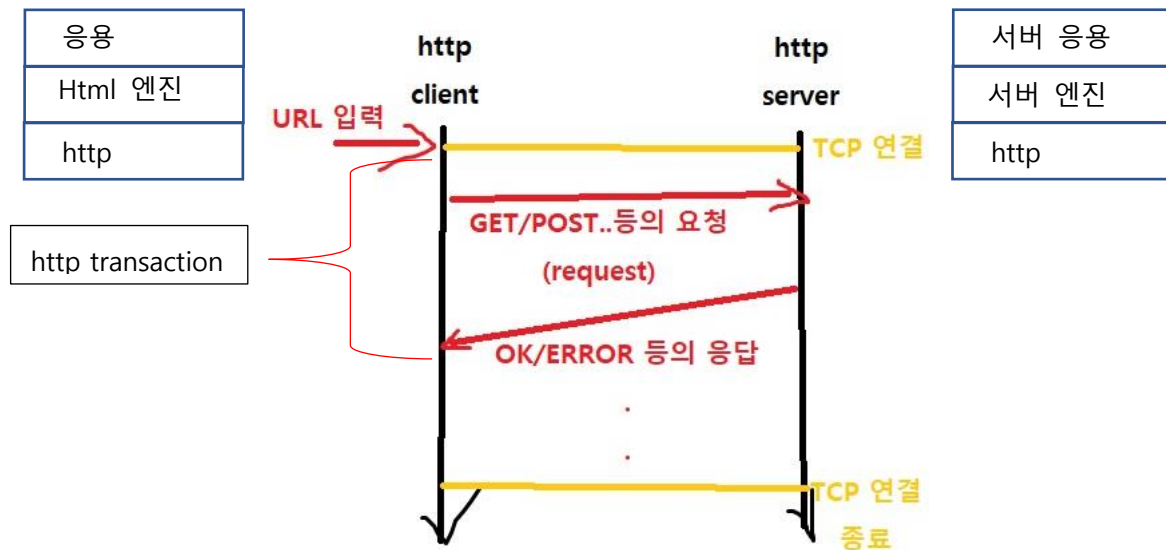 응용
Html 엔진
http
http
client
http
server
서버 응용
서버 엔진
http
URL 입력
TCP 연결
GET/POST..등의 요청
(request)
http transaction
OK/ERROR 등의 응답
TCP 연결
종료